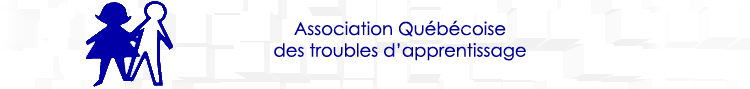 Association Québécoise
des troubles d'apprentissage